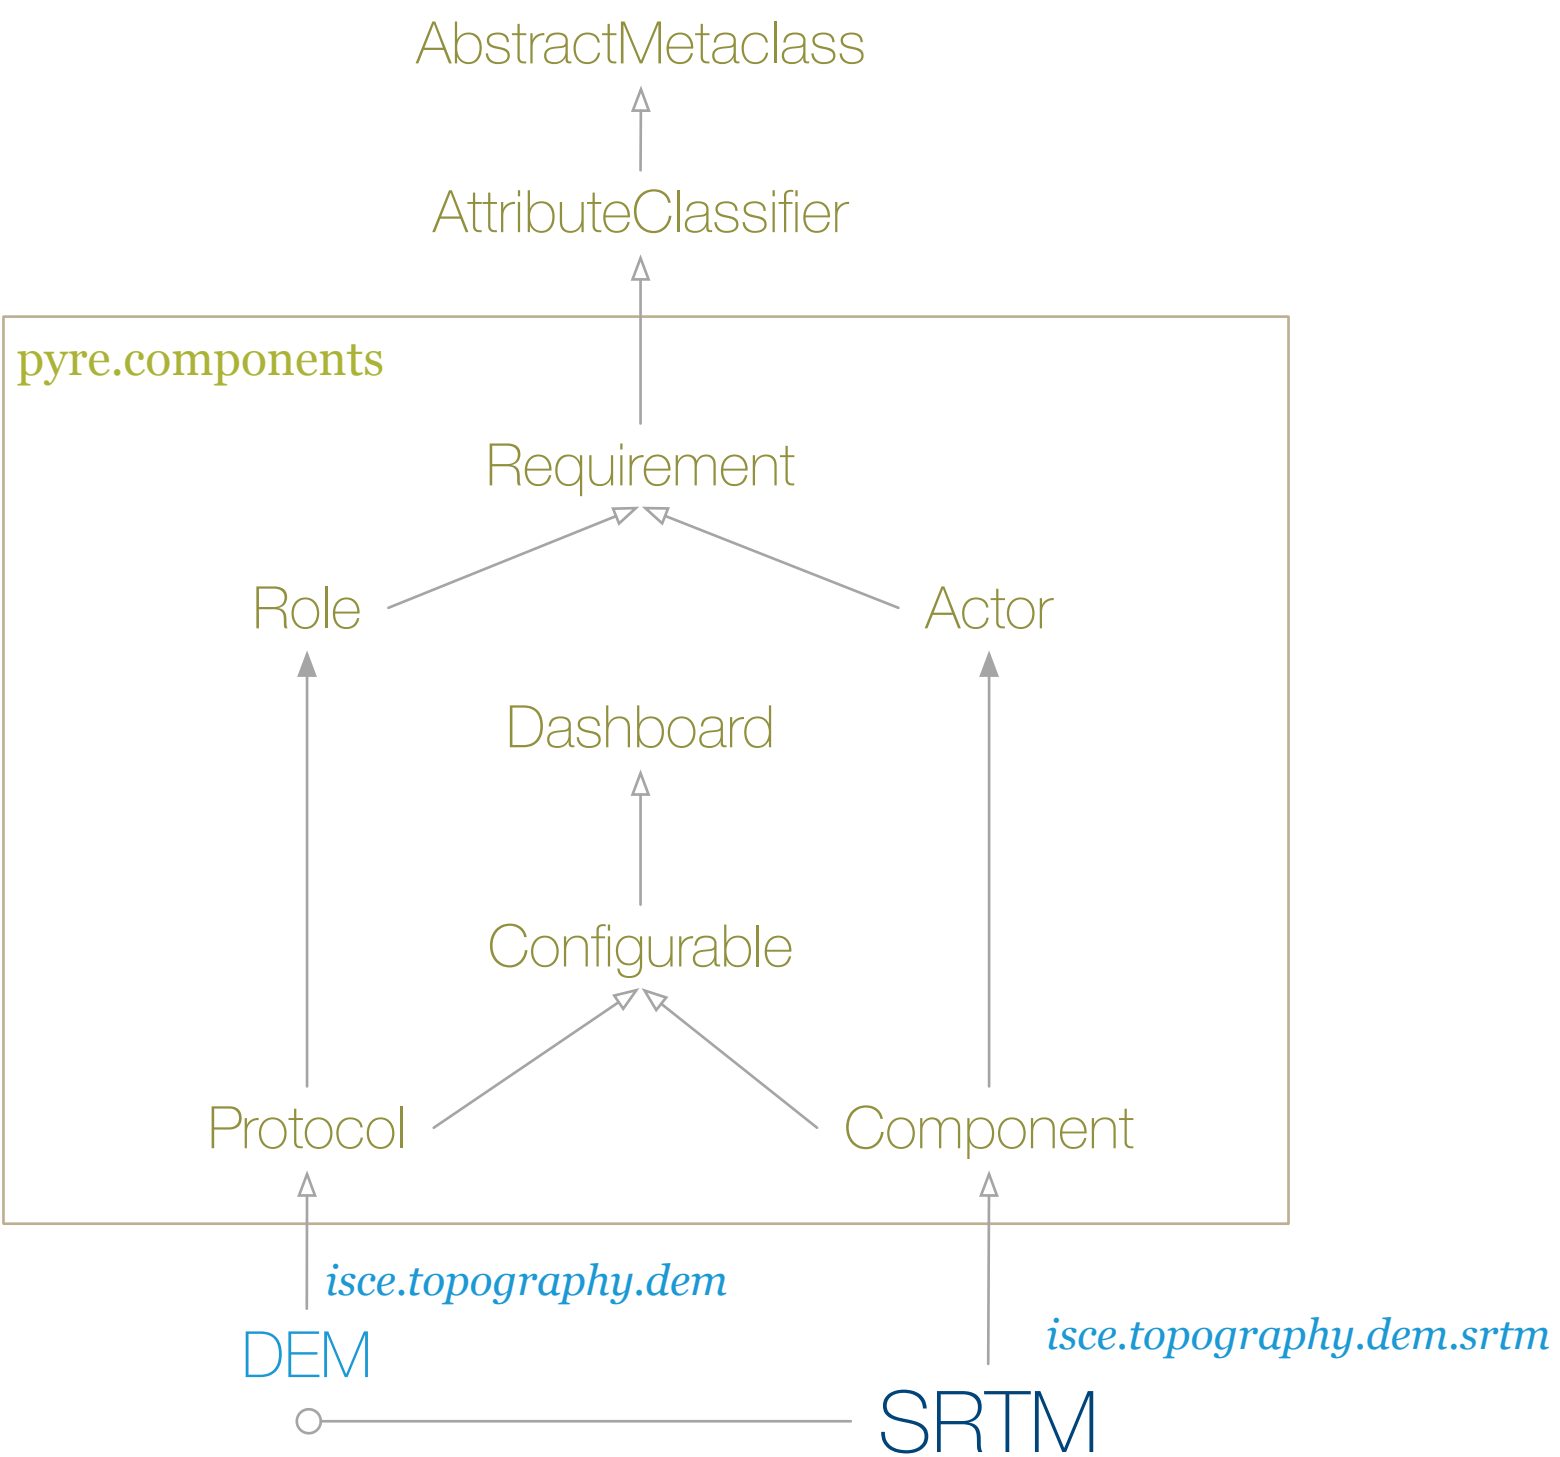 AbstractMetaclass
AttributeClassifier
pyre.components
Requirement
Role
Actor
Dashboard
Configurable
Protocol
Component
isce.topography.dem
DEM
isce.topography.dem.srtm
SRTM